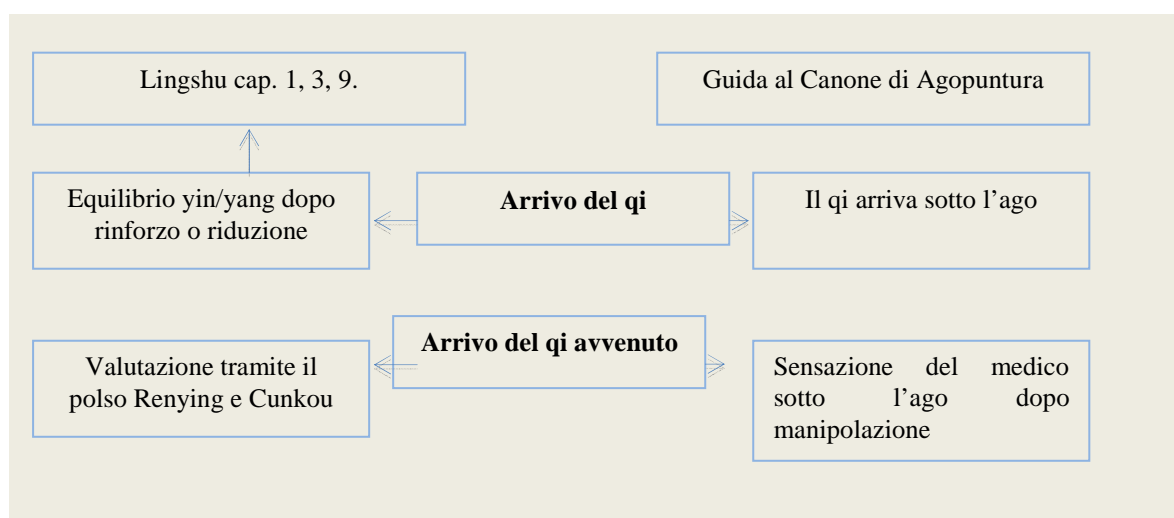 Lingshu cap. 1, 3, 9.
Guida al Canone di Agopuntura
Equilibrio yin/yang dopo
rinforzo o riduzione
Arrivo del qi
Il qi arriva sotto l’ago
Valutazione tramite il
polso Renying e Cunkou
Arrivo del qi avvenuto
Sensazione del medico
sotto l’ago dopo
manipolazione